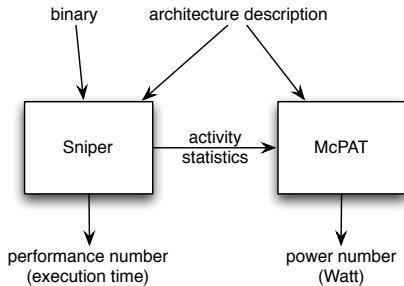 binary
architecture description
Sniper
activity
statistics
McPAT
performance number
(execution time)
power number
(Watt)